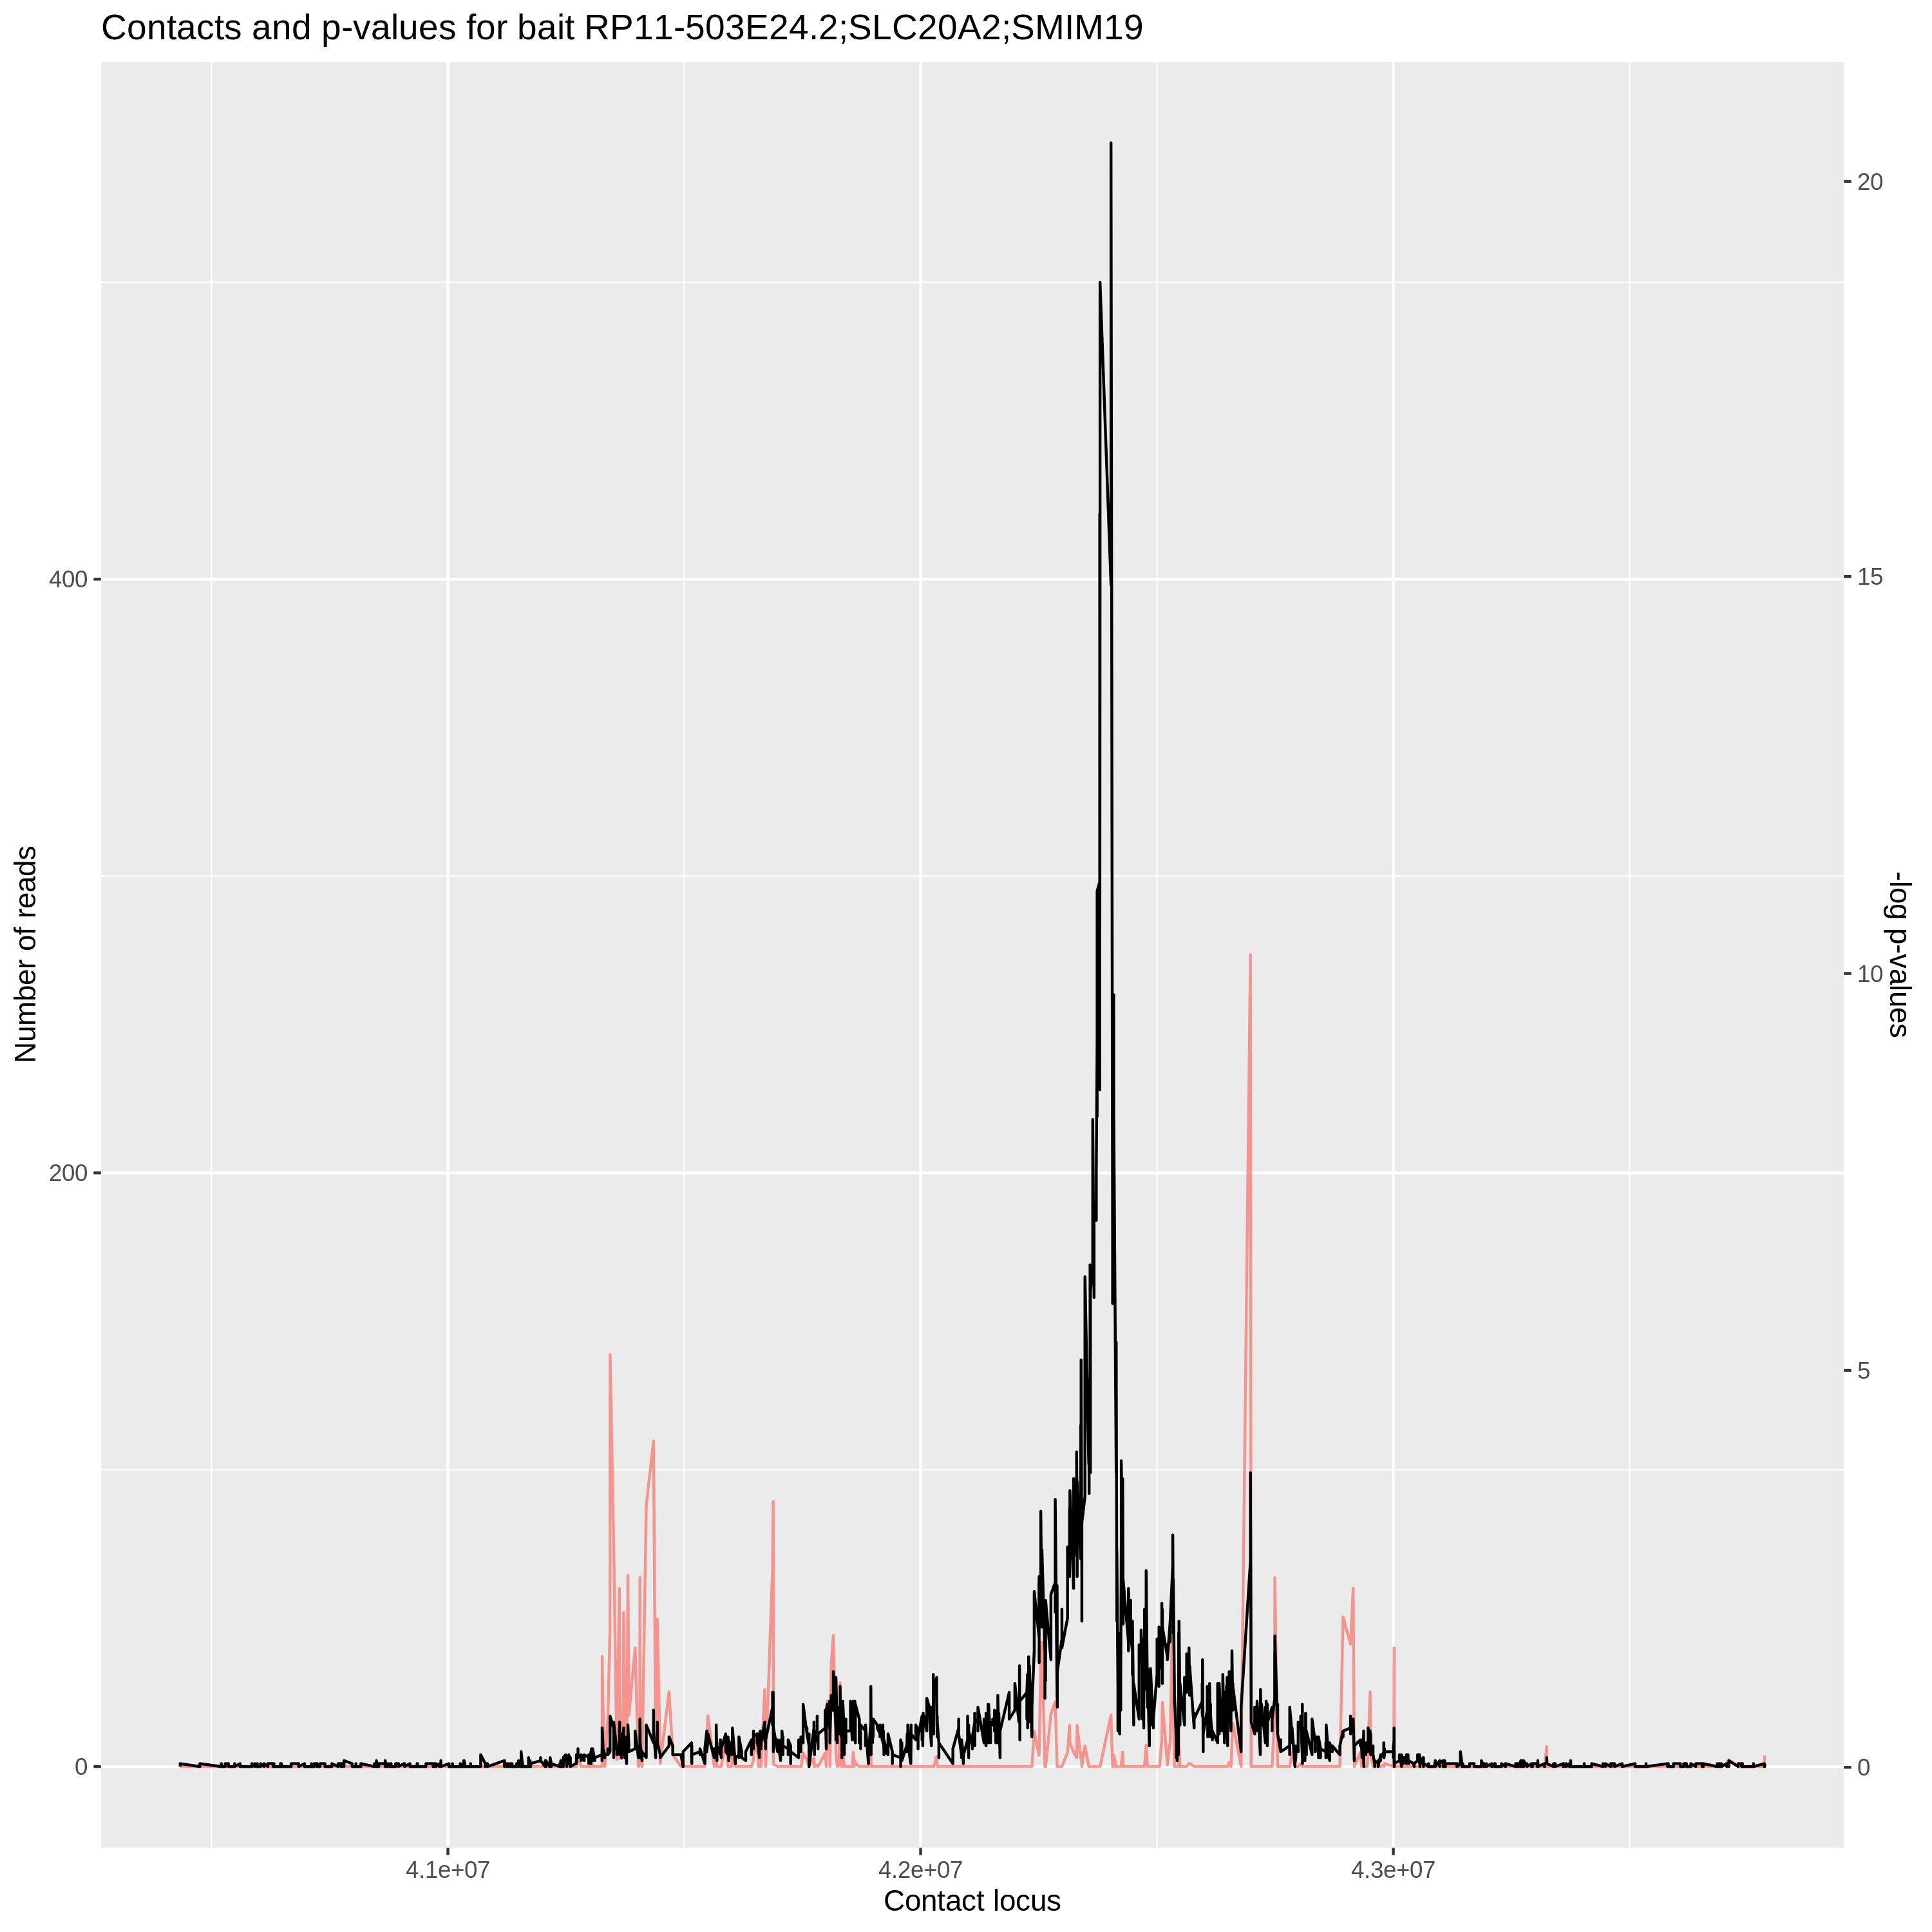 Contacts and p-values for bait RP11-503E24.2;SLC20A2;SMIM19
20
400
15
Number of reads
-log p-values
10
200
5
0
0
4.1e+07
4.2e+07
4.3e+07
Contact locus